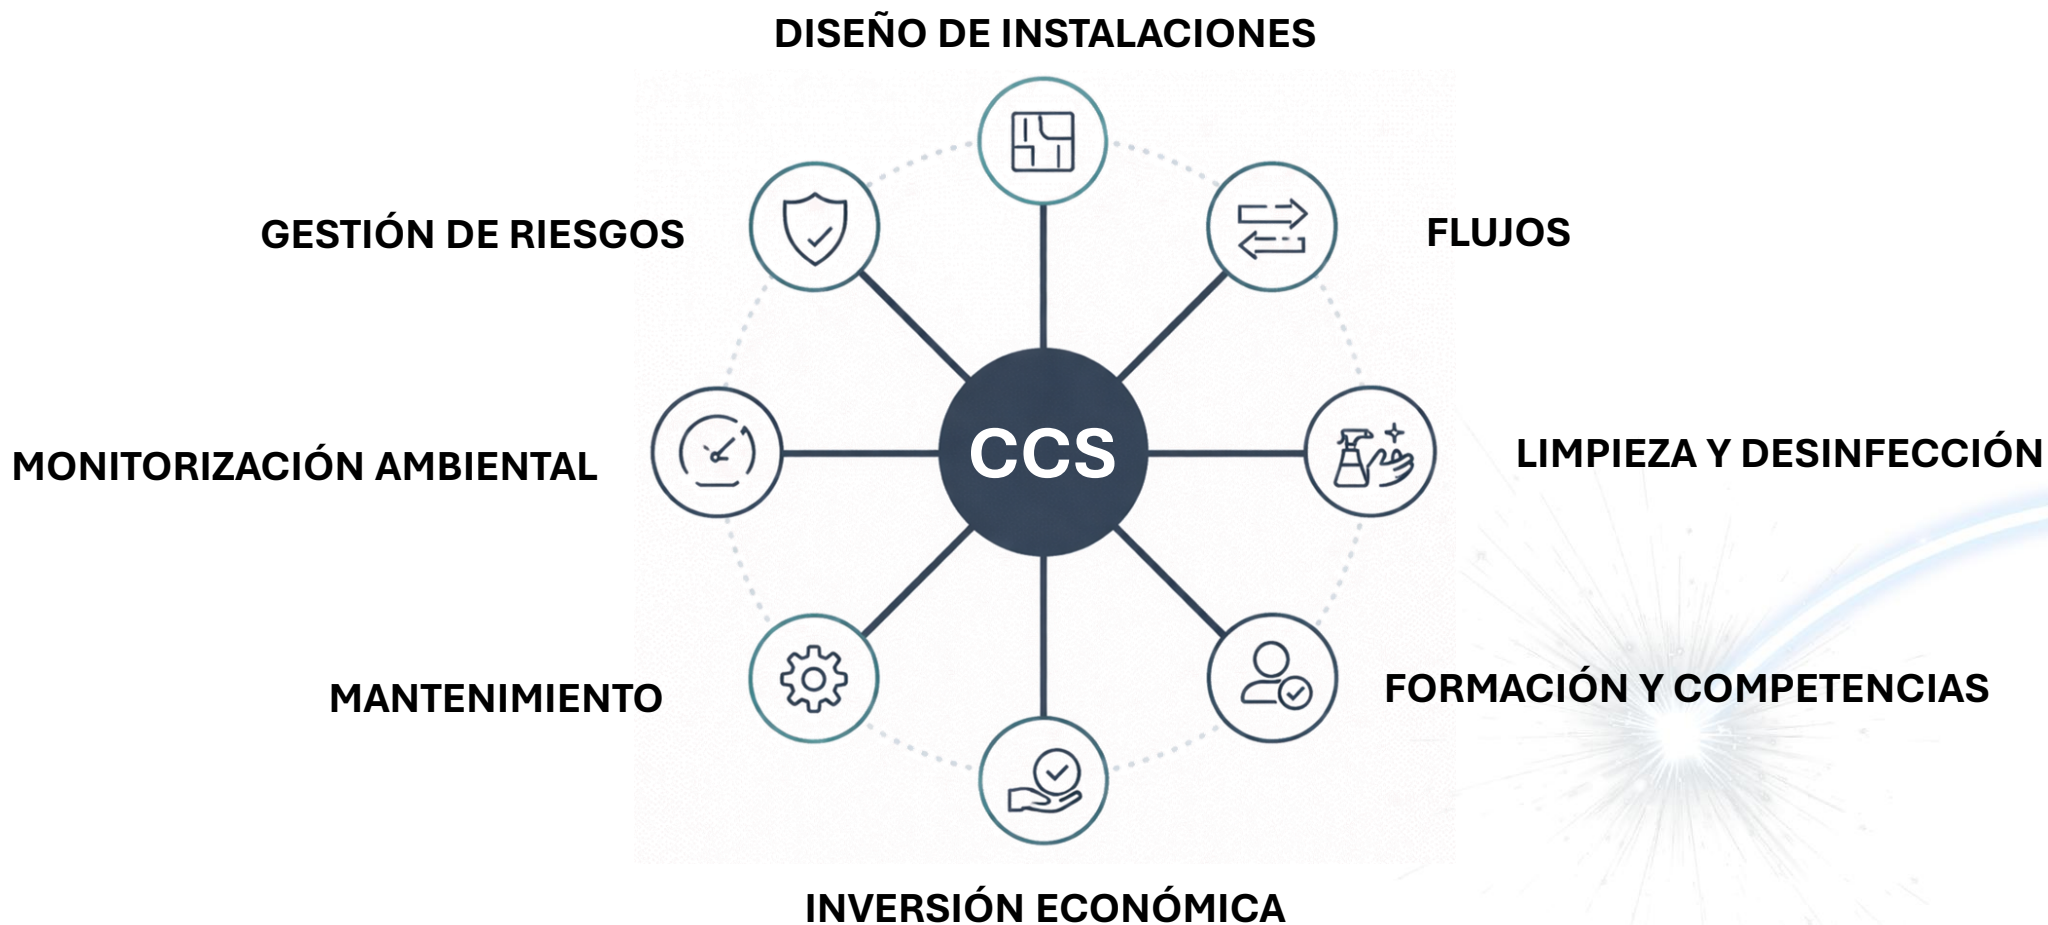 DISEÑO DE INSTALACIONES
GESTIÓN DE RIESGOS
FLUJOS
MONITORIZACIÓN AMBIENTAL
CCS
LIMPIEZA Y DESINFECCIÓN
MANTENIMIENTO
FORMACIÓN Y COMPETENCIAS
INVERSIÓN ECONÓMICA